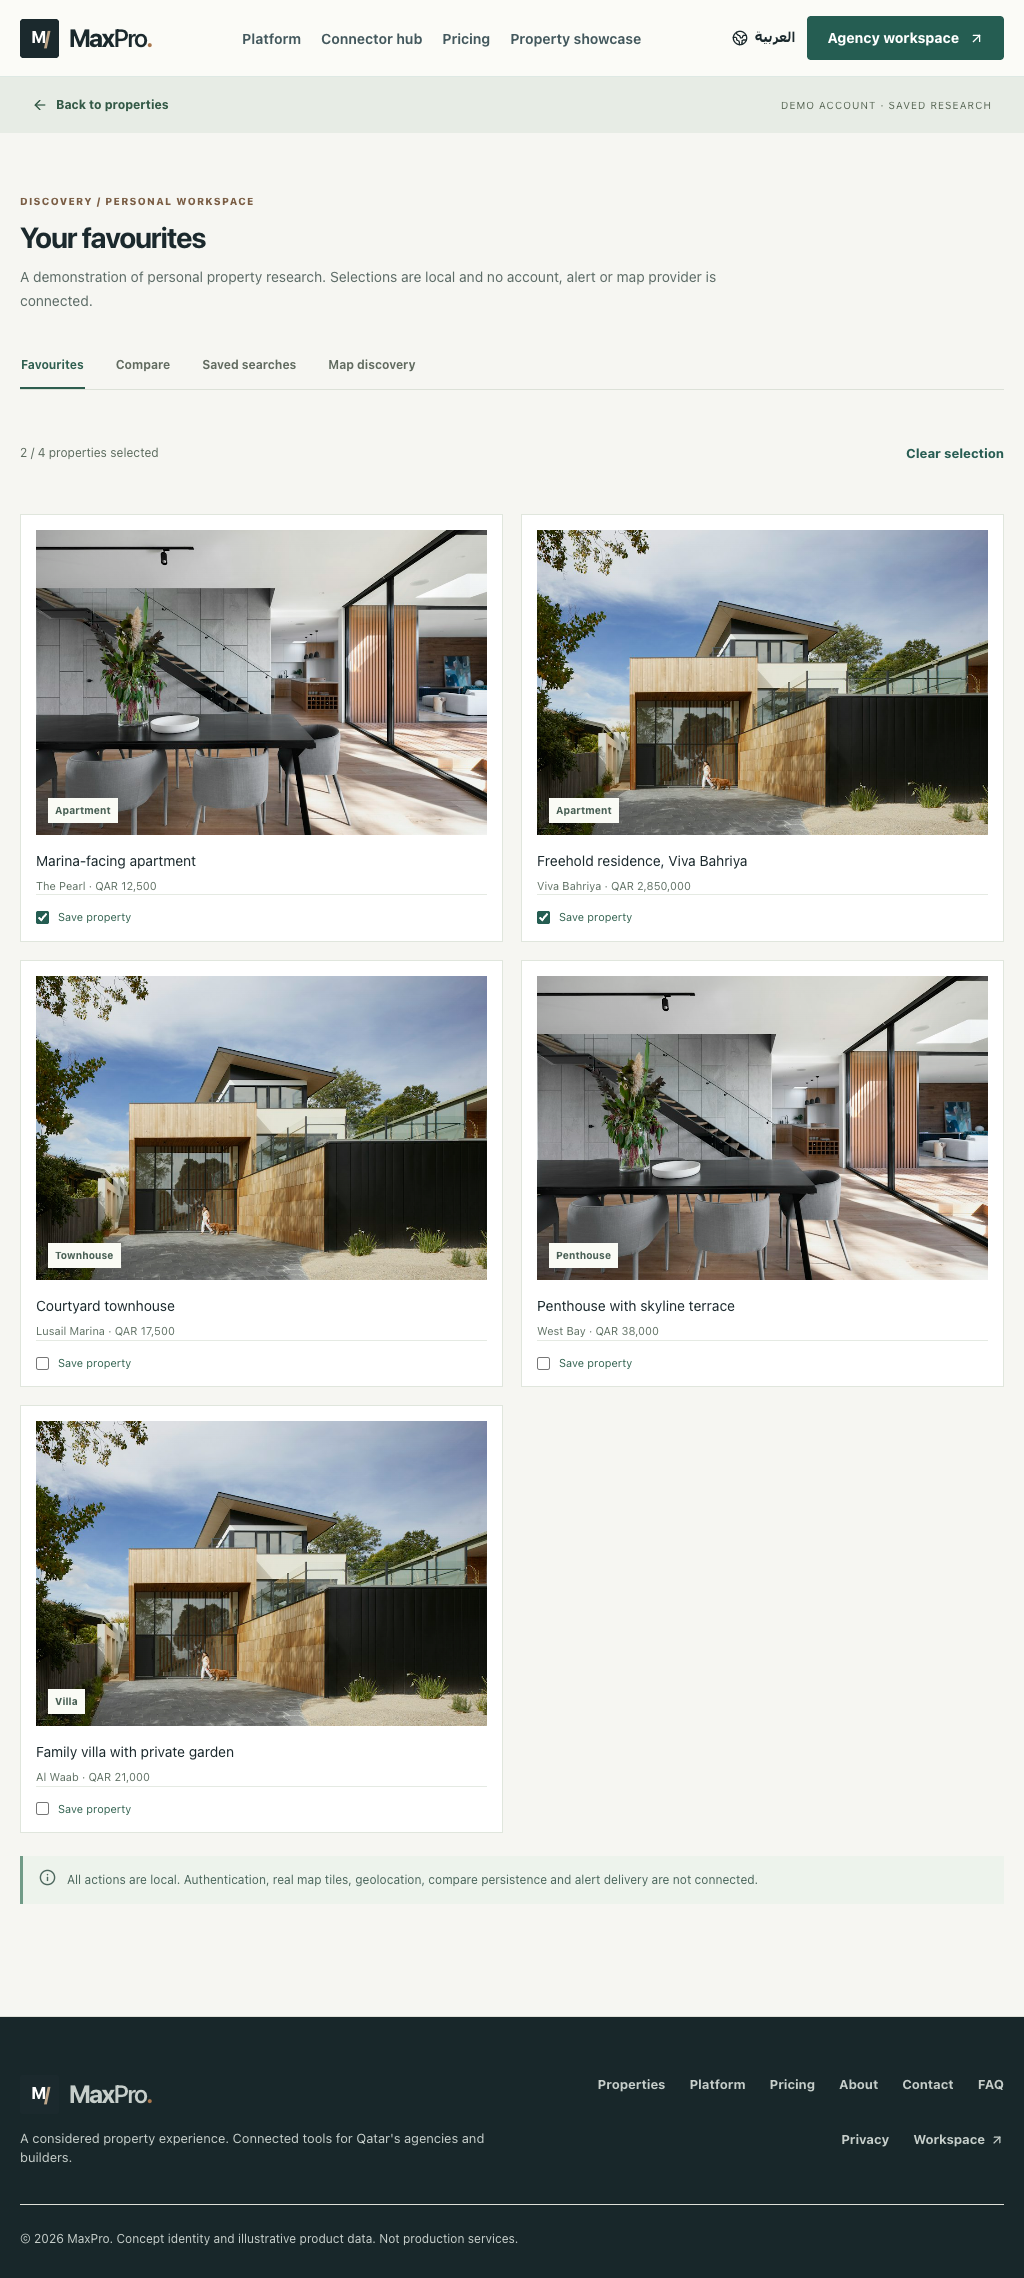 M/ MaxPro.
Platform Connector hub Pricing Property showcase
العربية
Agency workspace
Back to properties
DEMO ACCOUNT · SAVED RESEARCH
DISCOVERY / PERSONAL WORKSPACE
Your favourites
A demonstration of personal property research. Selections are local and no account, alert or map provider is
connected.
Favourites Compare Saved searches Map discovery
2 / 4 properties selected
Clear selection
Apartment
Marina-facing apartment
The Pearl · QAR 12,500
Save property
Apartment
Freehold residence, Viva Bahriya
Viva Bahriya · QAR 2,850,000
Save property
Townhouse
Courtyard townhouse
Lusail Marina · QAR 17,500
Save property
Penthouse
Penthouse with skyline terrace
West Bay · QAR 38,000
Save property
Villa
Family villa with private garden
Al Waab · QAR 21,000
Save property
All actions are local. Authentication, real map tiles, geolocation, compare persistence and alert delivery are not connected.
M/ MaxPro.
A considered property experience. Connected tools for Qatar's agencies and
builders.
Properties Platform Pricing About Contact FAQ
Privacy Workspace
© 2026 MaxPro. Concept identity and illustrative product data. Not production services.